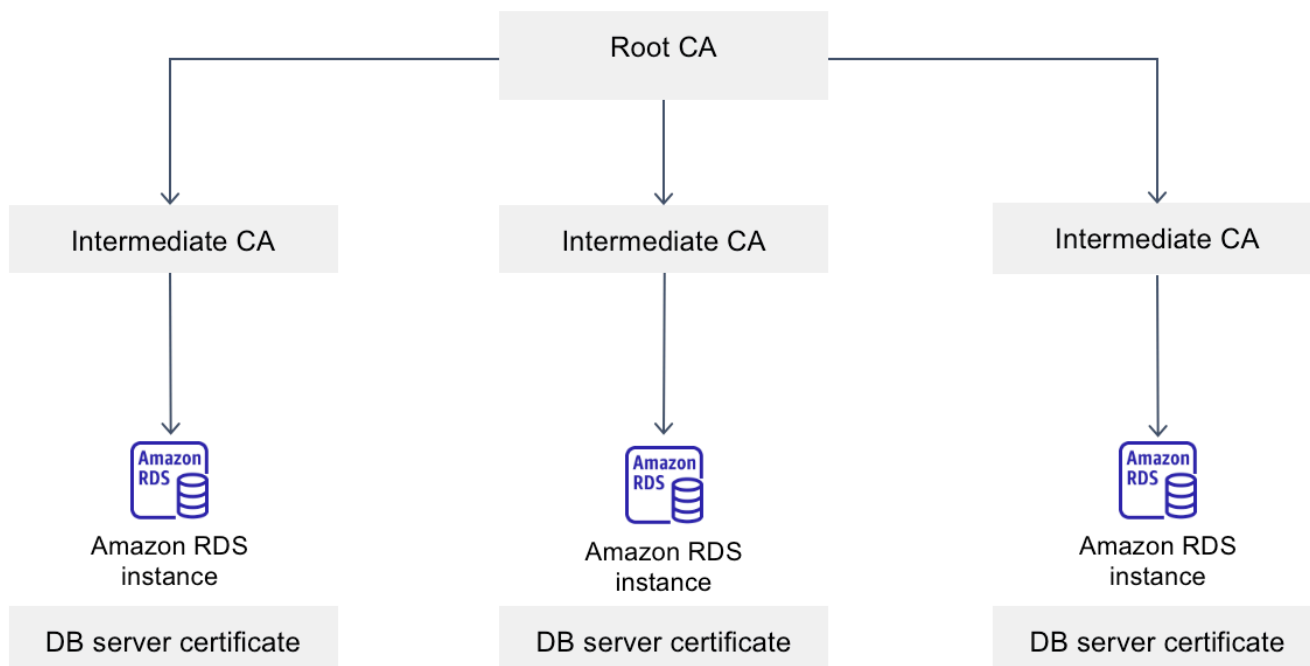 Root CA
Intermediate CA
Intermediate CA
Intermediate CA
Amazon
RDS
Amazon RDS
instance
Amazon
RDS
Amazon RDS
instance
Amazon
RDS
Amazon RDS
instance
DB server certificate
DB server certificate
DB server certificate